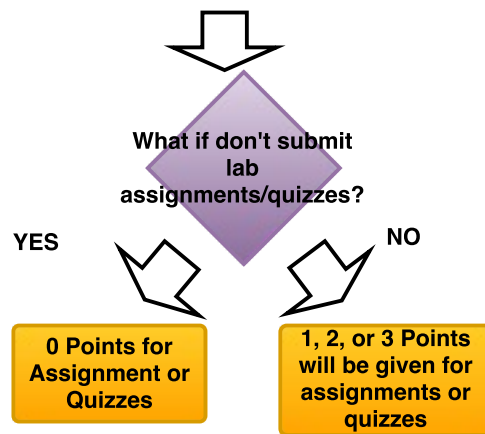 What if don't submit
lab
assignments/quizzes?
YES
NO
0 Points for
Assignment or
Quizzes
1, 2, or 3 Points
will be given for
assignments or
quizzes